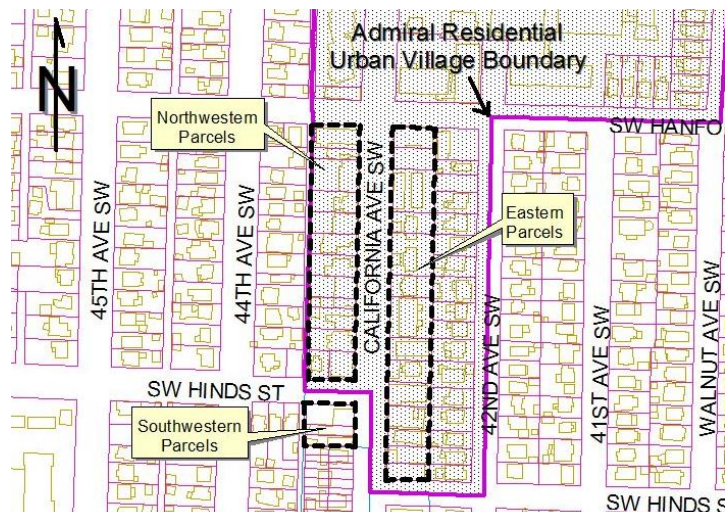 Admiral Residential
Urban Village Boundary
N
Northwestern
Parcels
SW HANFO
CALIFORNIA AVE SW
Eastern
Parcels
45TH AVE SW
44TH AVE SW
42ND AVE SW
41ST AVE SW
WALNUT AVE SW
SW HINDS ST
Southwestern
Parcels
SW HINDS S